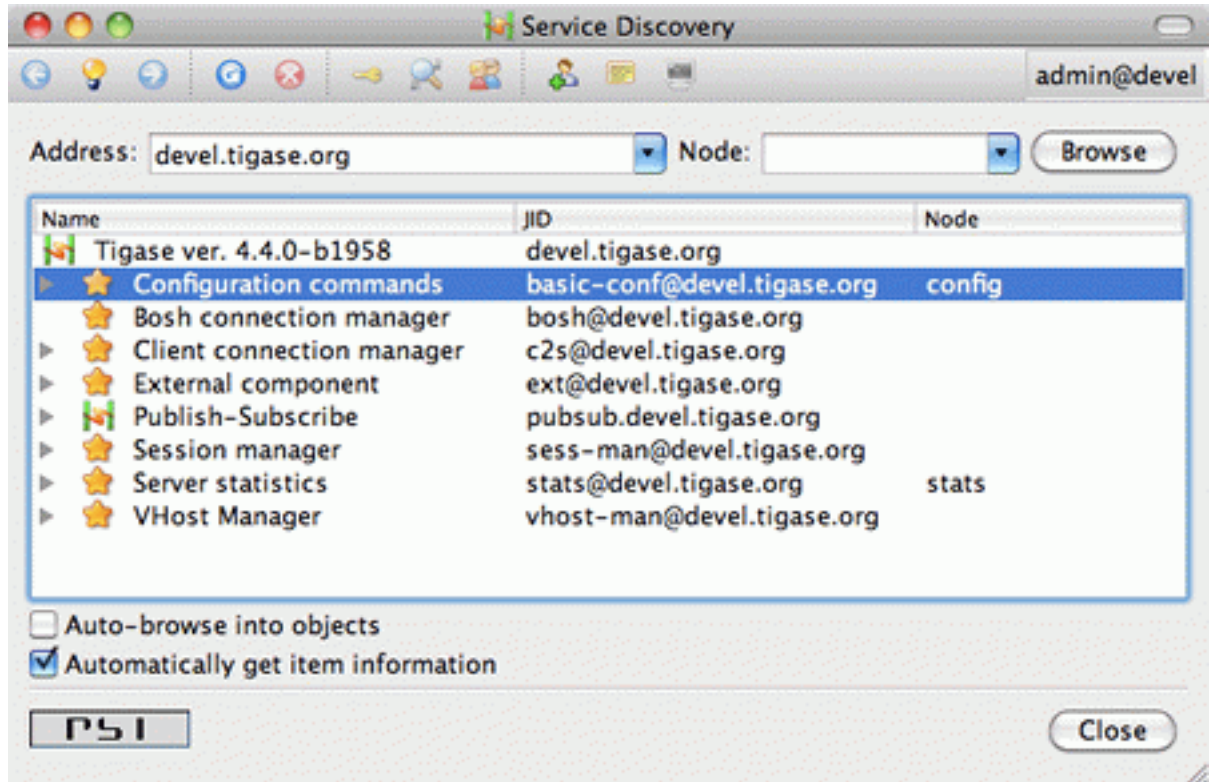 Service Discovery
admin@devel
Address: devel.tigase.org Node: Browse
Name JID Node
Tigase ver. 4.4.0-b1958 devel.tigase.org
Configuration commands basic-conf@devel.tigase.org config
Bosh connection manager bosh@devel.tigase.org
Client connection manager c2s@devel.tigase.org
External component ext@devel.tigase.org
Publish-Subscribe pubsub.devel.tigase.org
Session manager sess-man@devel.tigase.org
Server statistics stats@devel.tigase.org stats
VHost Manager vhost-man@devel.tigase.org
Auto-browse into objects
Automatically get item information
PSI Close